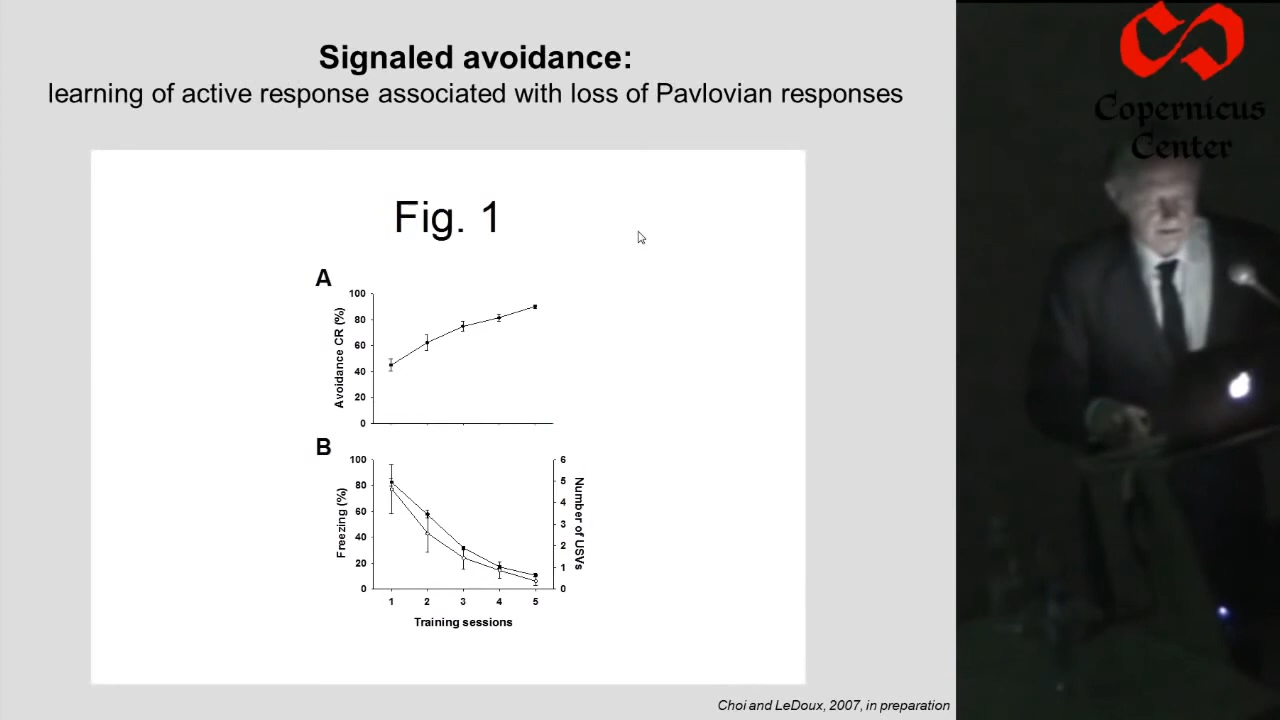 Signaled avoidance:
learning of active response associated with loss of Pavlovian responses
Copernicus
Center
Fig. 1
A
100
80
60
40
20
0
Avoidance CR (%)
B
100
80
60
40
20
0
Freezing (%)
6
5
4
3
2
1
0
Number of USVs
1 2 3 4 5
Training sessions
Choi and LeDoux, 2007, in preparation